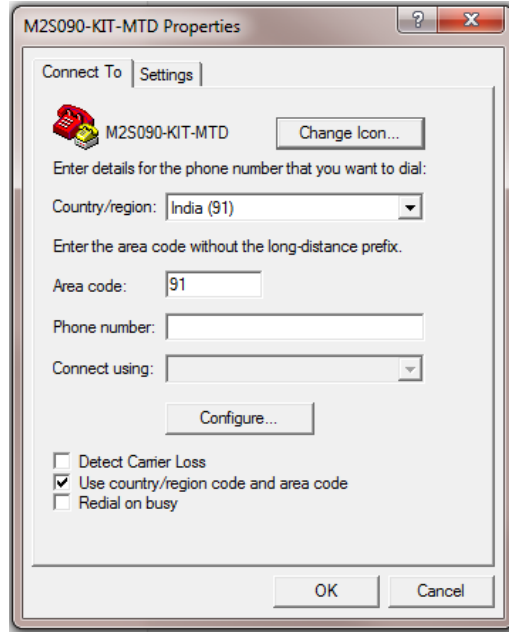 M2S090-KIT-MTD Properties
Connect To Settings
M2S090-KIT-MTD Change Icon...
Enter details for the phone number that you want to dial:
Country/region: India (91)
Enter the area code without the long-distance prefix.
Area code: 91
Phone number:
Connect using:
Configure...
Detect Carrier Loss
Use country/region code and area code
Redial on busy
OK Cancel